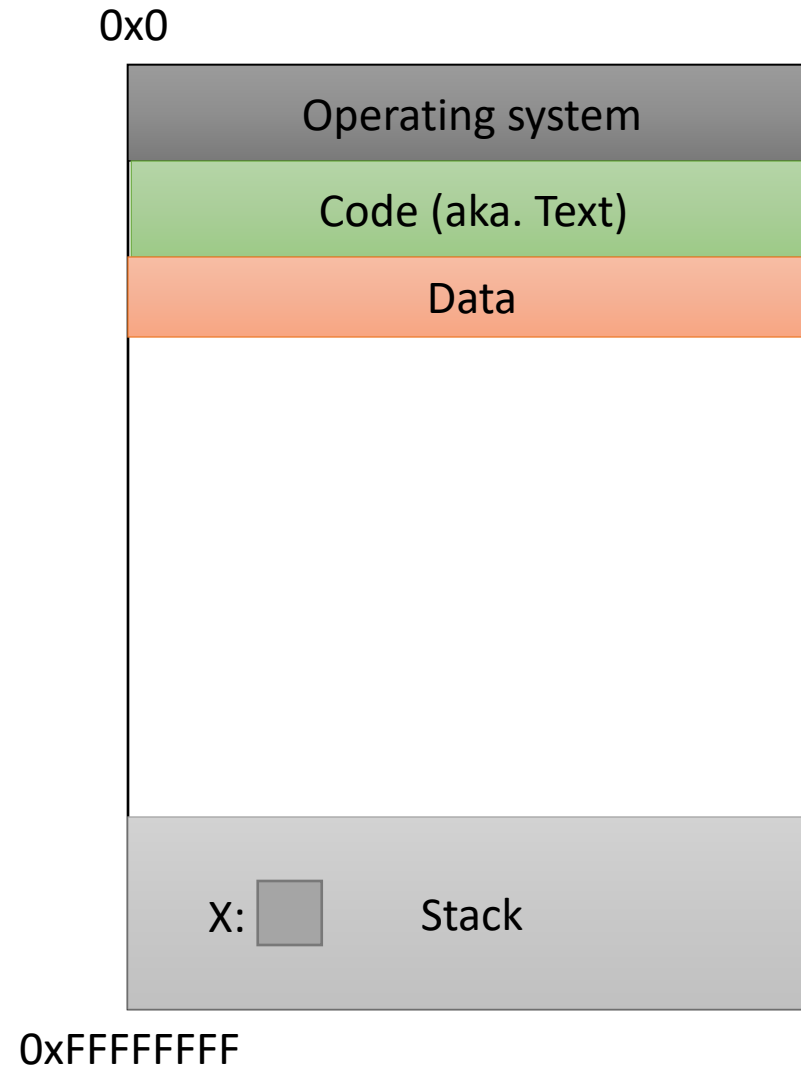 0x0
Operating system
Code (aka. Text)
Data
X: Stack
0xFFFFFFFF